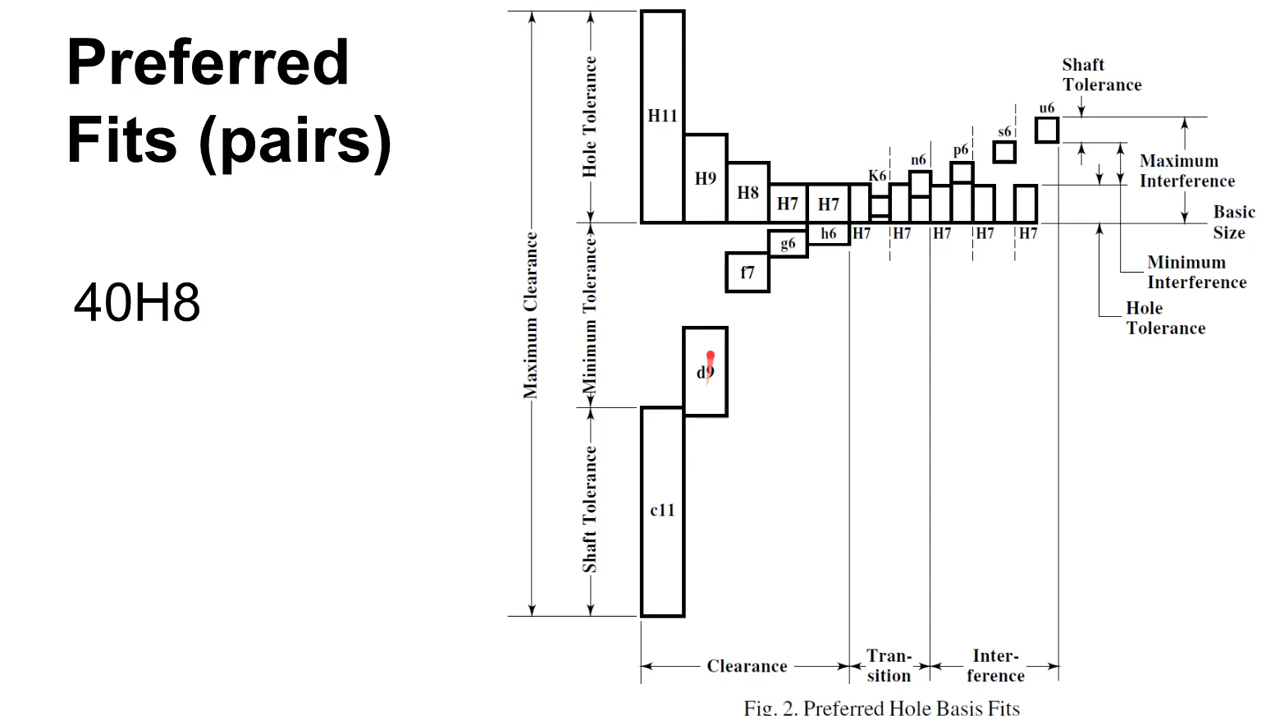 Preferred
Fits (pairs)
40H8
Maximum Clearance
Hole Tolerance
Minimum Tolerance
Shaft Tolerance
H11
H9
H8
H7
H7
K6
n6
p6
s6
u6
H7
H7
H7
H7
H7
h6
g6
f7
d9
c11
Shaft
Tolerance
Maximum
Interference
Basic
Size
Minimum
Interference
Hole
Tolerance
Clearance
Tran-
sition
Inter-
ference
Fig. 2. Preferred Hole Basis Fits